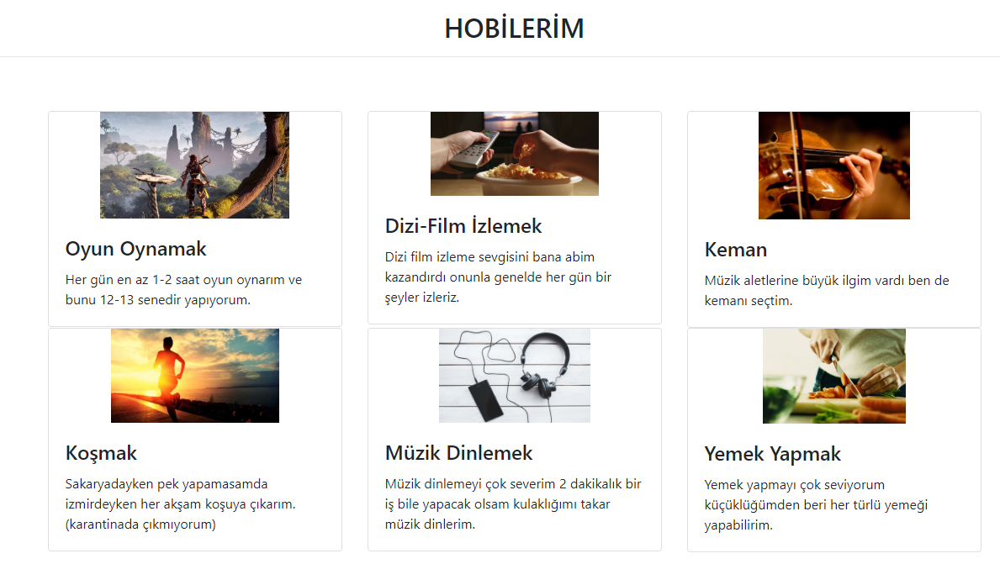 HOBİLERİM
Oyun Oynamak
Her gün en az 1-2 saat oyun oynarım ve
bunu 12-13 senedir yapıyorum.
Dizi-Film İzlemek
Dizi film izleme sevgisini bana abim
kazandırdı onunla genelde her gün bir
şeyler izleriz.
Keman
Müzik aletlerine büyük ilgim vardı ben de
kemanı seçtim.
Koşmak
Sakaryadayken pek yapamasamda
izmirdeyken her akşam koşuya çıkarım.
(karantinada çıkmıyorum)
Müzik Dinlemek
Müzik dinlemeyi çok severim 2 dakikalık bir
iş bile yapacak olsam kulaklığımı takar
müzik dinlerim.
Yemek Yapmak
Yemek yapmayı çok seviyorum
küçüklüğümden beri her türlü yemeği
yapabilirim.